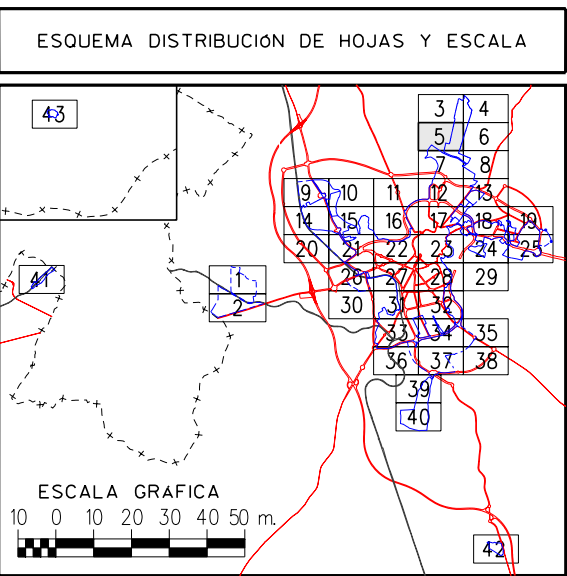 ESQUEMA DISTRIBUCIóN DE HOJAS Y ESCALA
43
3 4
5 6
7 8
9 10 11 12 13
14 15 16 17 18 19
20 21 22 23 24 25
41
1
26 27 28 29
2
30 31 32
33 34 35
36 37 38
39
40
ESCALA GRáFICA
10 0 10 20 30 40 50 m.
42